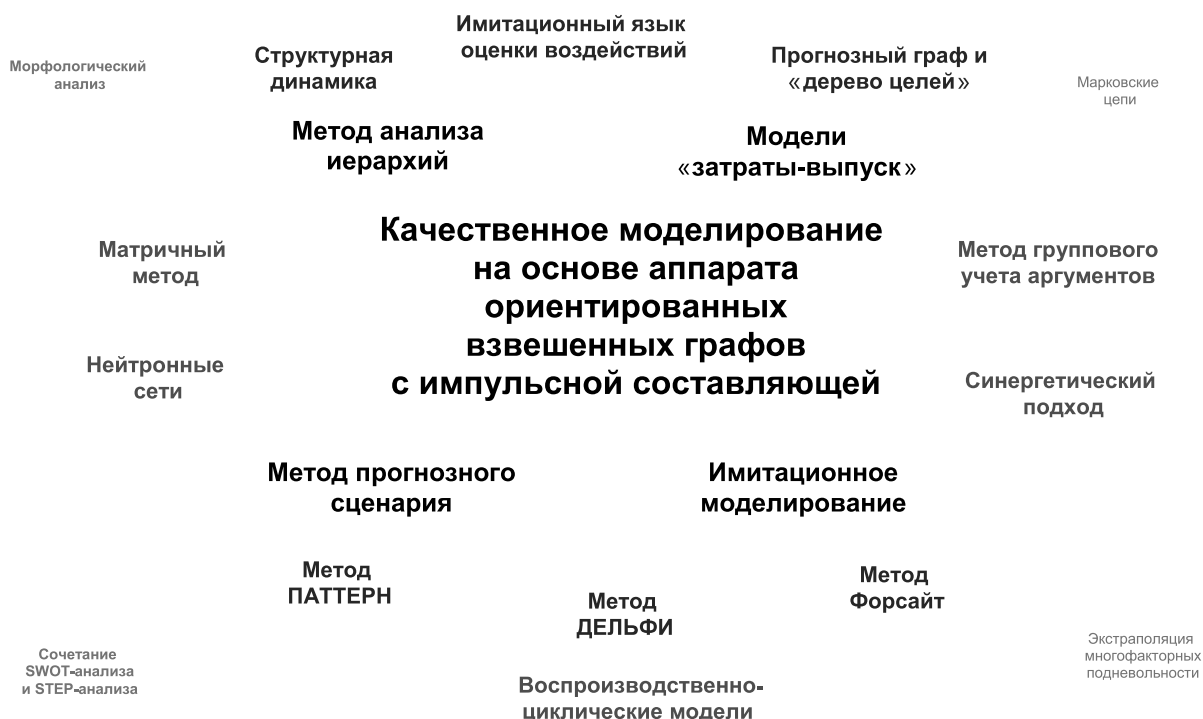 Имитационный язык
оценки воздействий
Морфологический
анализ
Структурная
динамика
Прогнозный граф и
«дерево целей»
Марковские
цепи
Метод анализа
иерархий
Модели
«затраты-выпуск»
Качественное моделирование
на основе аппарата
ориентированных
взвешенных графов
с импульсной составляющей
Матричный
метод
Метод группового
учета аргументов
Нейтронные
сети
Синергетический
подход
Метод прогнозного
сценария
Имитационное
моделирование
Метод
ПАТТЕРН
Метод
ДЕЛЬФИ
Метод
Форсайт
Сочетание
SWOT-анализа
и STEP-анализа
Воспроизводственно-
циклические модели
Экстраполяция
многофакторных
подневольности